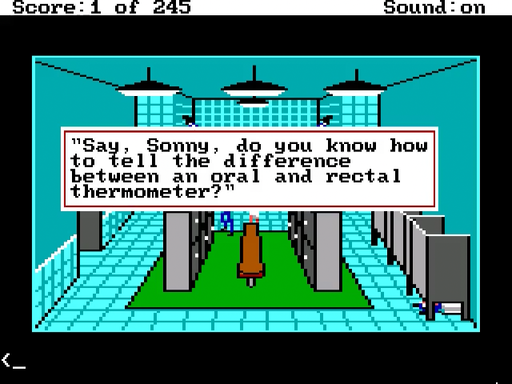 Score:1 of 245 Sound:on
"Say, Sonny, do you know how
to tell the difference
between an oral and rectal
thermometer?"
<_